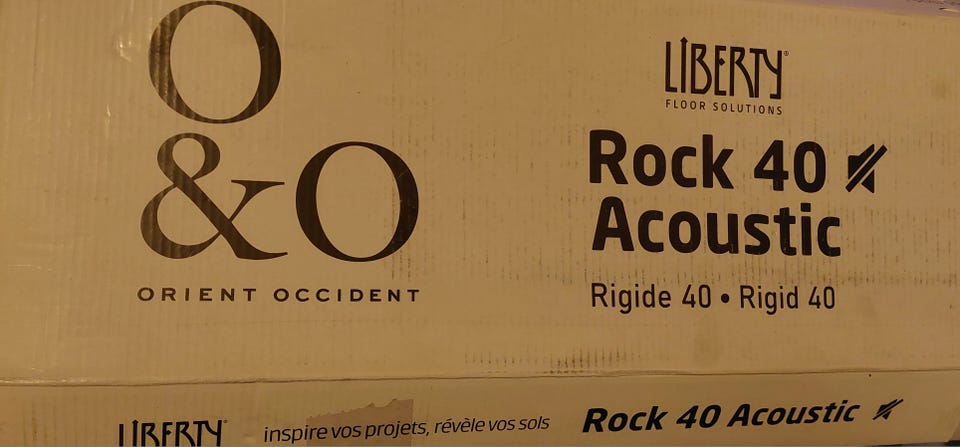 O
&O
ORIENT OCCIDENT
LIBERTY®
FLOOR SOLUTIONS
Rock 40
Acoustic
Rigide 40 • Rigid 40
LIBERTY®
inspire vos projets, révèle vos sols
Rock 40 Acoustic